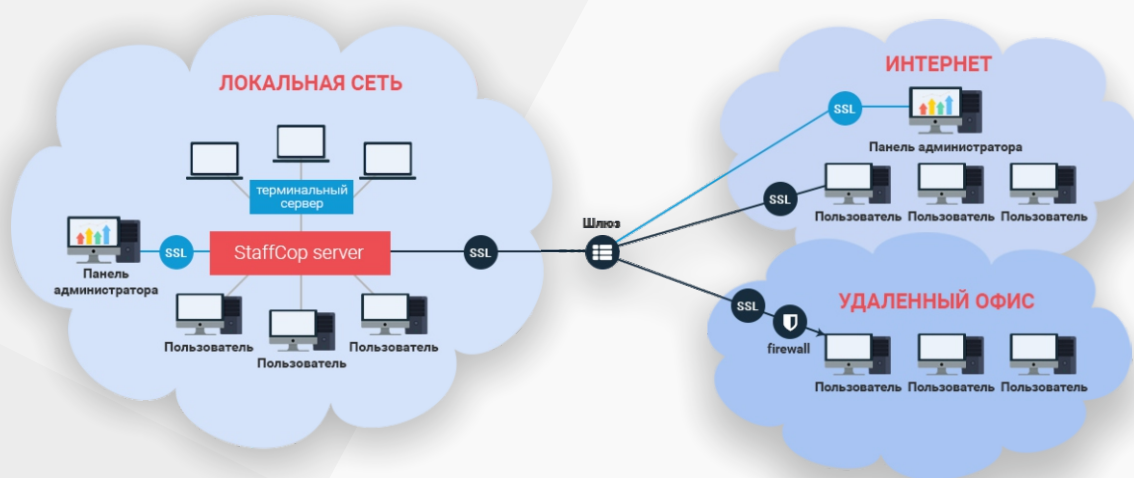 ЛОКАЛЬНАЯ СЕТЬ
терминальный
сервер
SSL
StaffCop server
SSL
Панель
администратора
Пользователь
Пользователь
Пользователь
Шлюз
ИНТЕРНЕТ
SSL
Панель администратора
SSL
Пользователь
Пользователь
Пользователь
УДАЛЕННЫЙ ОФИС
SSL
firewall
Пользователь
Пользователь
Пользователь